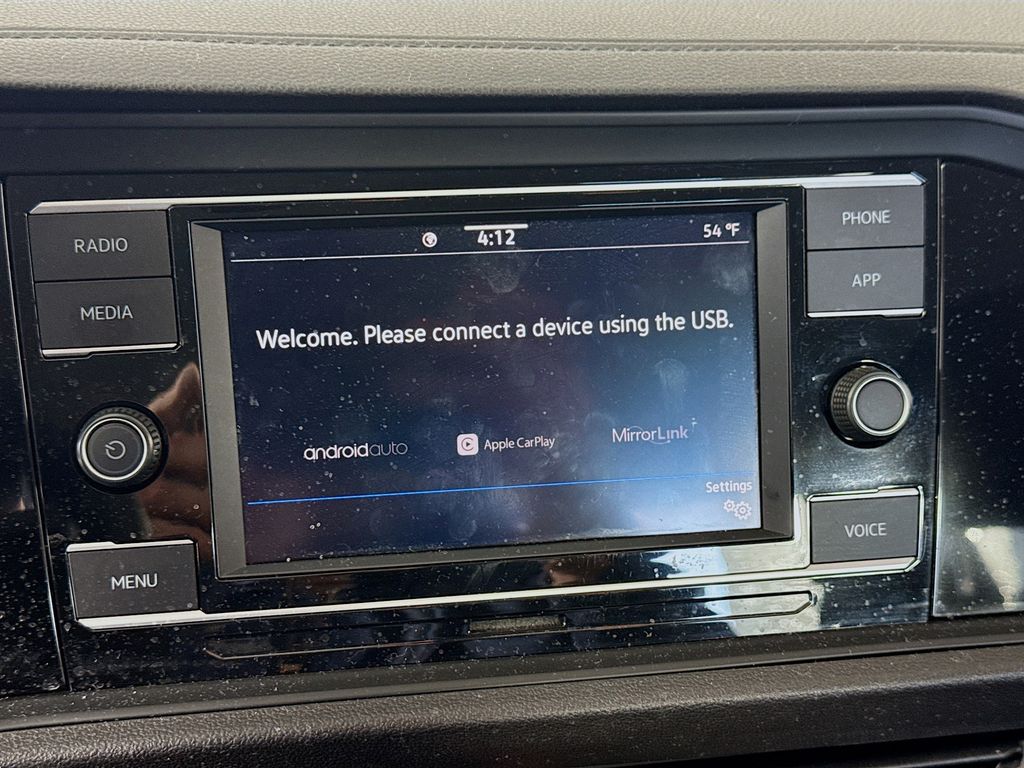 RADIO
MEDIA
MENU
4:12
54 °F
Welcome. Please connect a device using the USB.
androidauto
Apple CarPlay
MirrorLink
Settings
PHONE
APP
VOICE